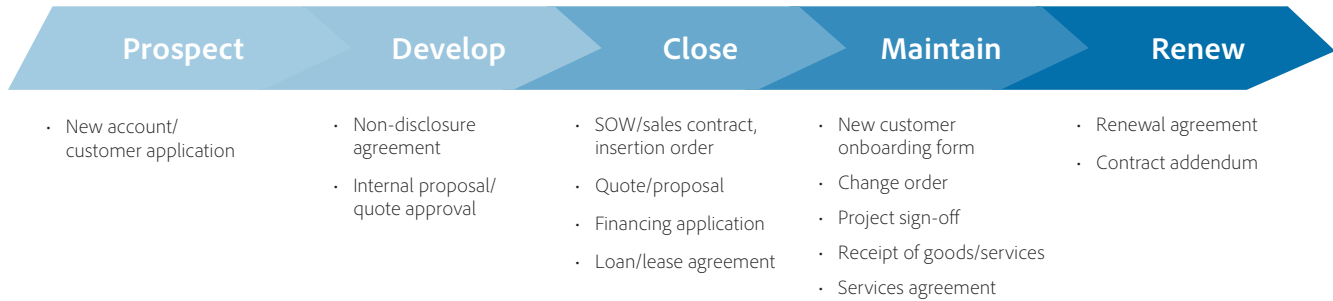 Prospect
Develop
Close
Maintain
Renew
· New account/
customer application
· Non-disclosure
agreement
· Internal proposal/
quote approval
· SOW/sales contract,
insertion order
· Quote/proposal
· Financing application
· Loan/lease agreement
· New customer
onboarding form
· Change order
· Project sign-off
· Receipt of goods/services
· Services agreement
· Renewal agreement
· Contract addendum